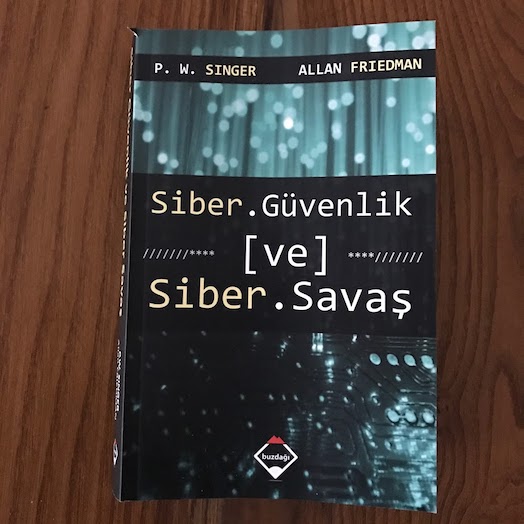 P. W. SINGER ALLAN FRIEDMAN
Siber.Güvenlik
///////**** [ve] ****///////
Siber.Savaş
buzdağı